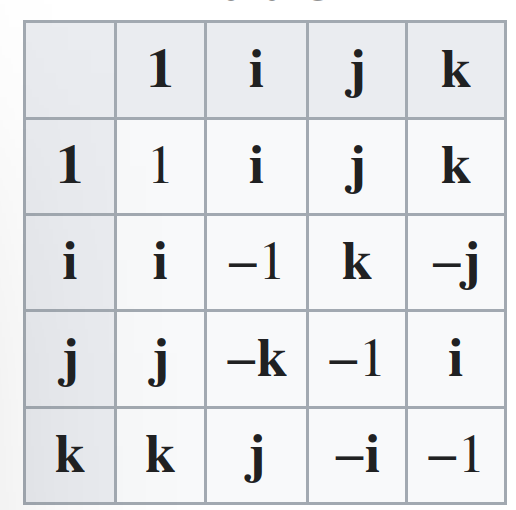 1 i j k
1 1 i j k
i i −1 k −j
j j −k −1 i
k k j −i −1